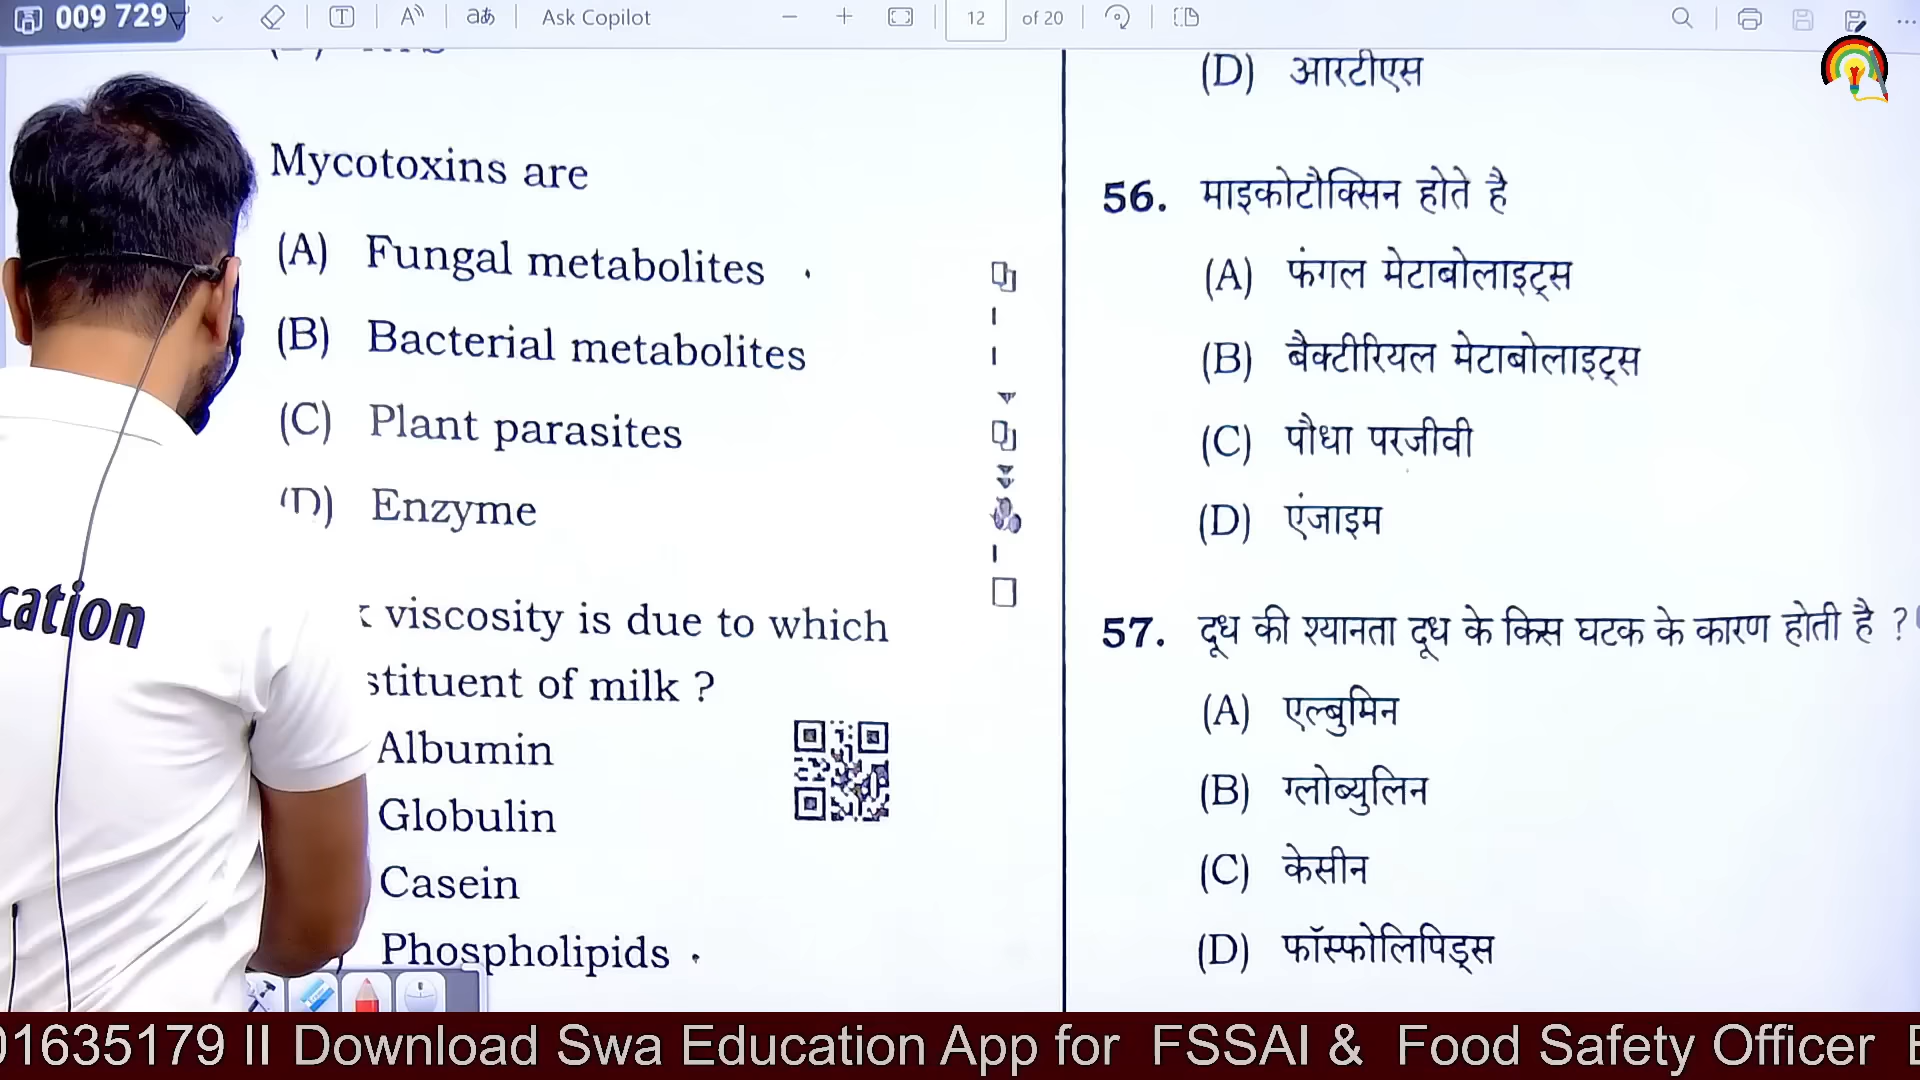 009 729
Ask Copilot
12
of 20
Mycotoxins are
(A) Fungal metabolites
(B) Bacterial metabolites
(C) Plant parasites
(D) Enzyme
viscosity is due to which
stituent of milk ?
Albumin
Globulin
Casein
Phospholipids
(D) आरटीएस
56. माइकोटौक्सिन होते है
(A) फंगल मेटाबोलाइट्स
(B) बैक्टीरियल मेटाबोलाइट्स
(C) पौधा परजीवी
(D) एंजाइम
57. दूध की श्यानता दूध के किस घटक के कारण होती है ?
(A) एल्बुमिन
(B) ग्लोब्युलिन
(C) केसीन
(D) फॉस्फोलिपिड्स
cation
01635179 II Download Swa Education App for FSSAI & Food Safety Officer